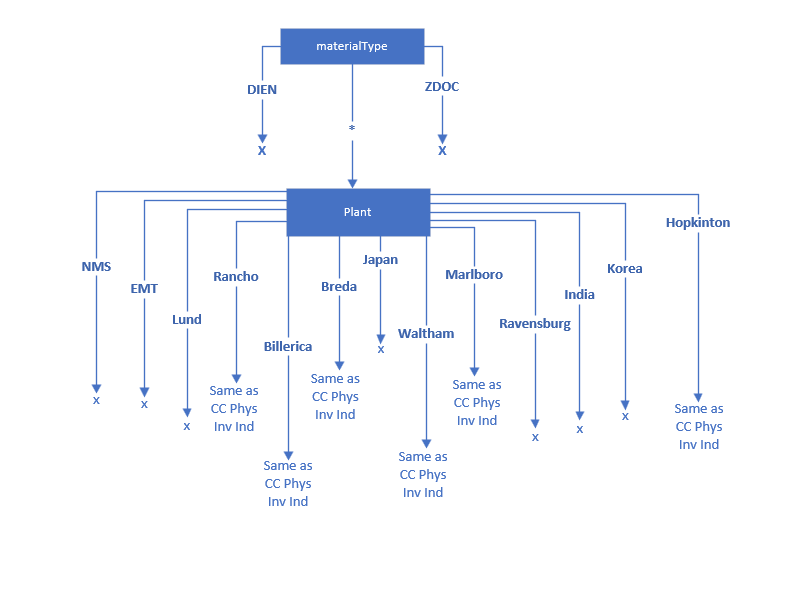 materialType
DIEN
ZDOC
*
X
X
Plant
NMS
EMT
Lund
Rancho
Billerica
Breda
Japan
Waltham
Marlboro
Ravensburg
India
Korea
Hopkinton
x
x
x
Same as
CC Phys
Inv Ind
Same as
CC Phys
Inv Ind
Same as
CC Phys
Inv Ind
x
Same as
CC Phys
Inv Ind
Same as
CC Phys
Inv Ind
x
x
x
Same as
CC Phys
Inv Ind